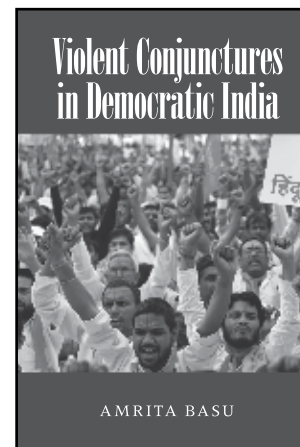 Violent Conjunctures
in Democratic India
हिंदू
AMRITA BASU